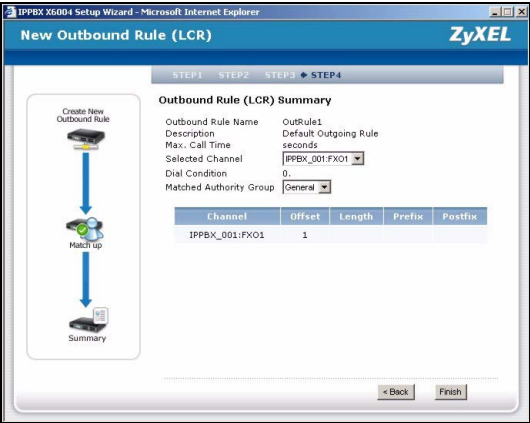 IPPBX X6004 Setup Wizard - Microsoft Internet Explorer
New Outbound Rule (LCR)
ZyXEL
STEP1 STEP2 STEP3 STEP4
Create New
Outbound Rule
Match up
Summary
Outbound Rule (LCR) Summary
Outbound Rule Name OutRule1
Description Default Outgoing Rule
Max. Call Time seconds
Selected Channel IPPBX_001:FXO1
Dial Condition 0.
Matched Authority Group General
Channel Offset Length Prefix Postfix
IPPBX_001:FXO1 1
< Back Finish